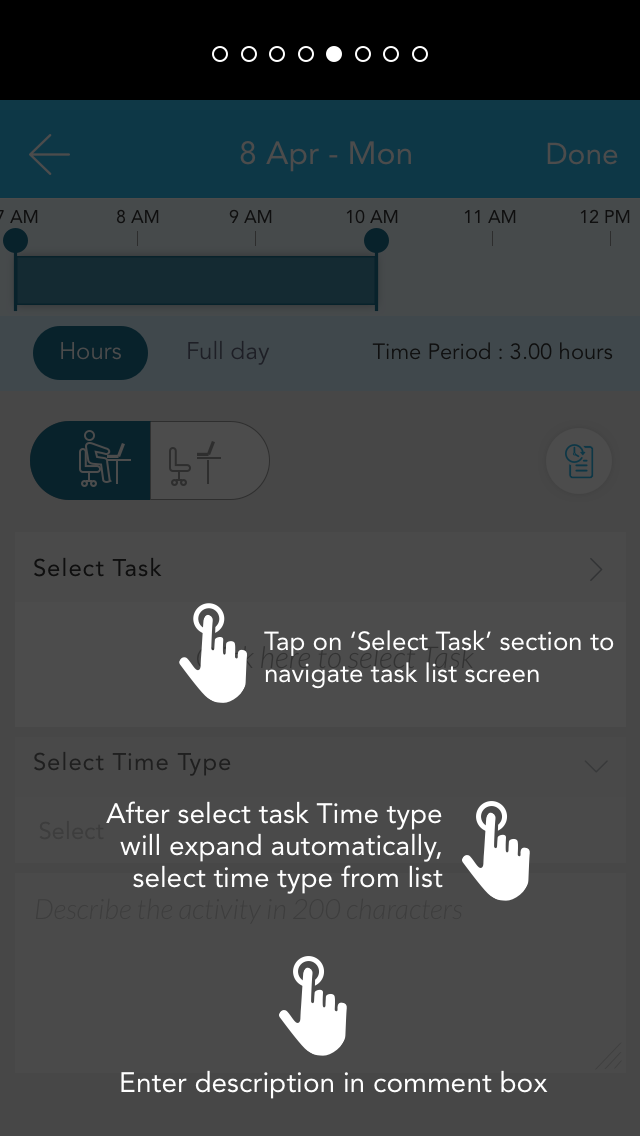 8 Apr - Mon
Done
7 AM 8 AM 9 AM 10 AM 11 AM 12 PM
Hours Full day Time Period : 3.00 hours
Select Task
Tap on ‘Select Task’ section to
navigate task list screen
here to select Task
Select Time Type
After select task Time type
will expand automatically,
select time type from list
Select
Describe the activity in 200 characters
Enter description in comment box